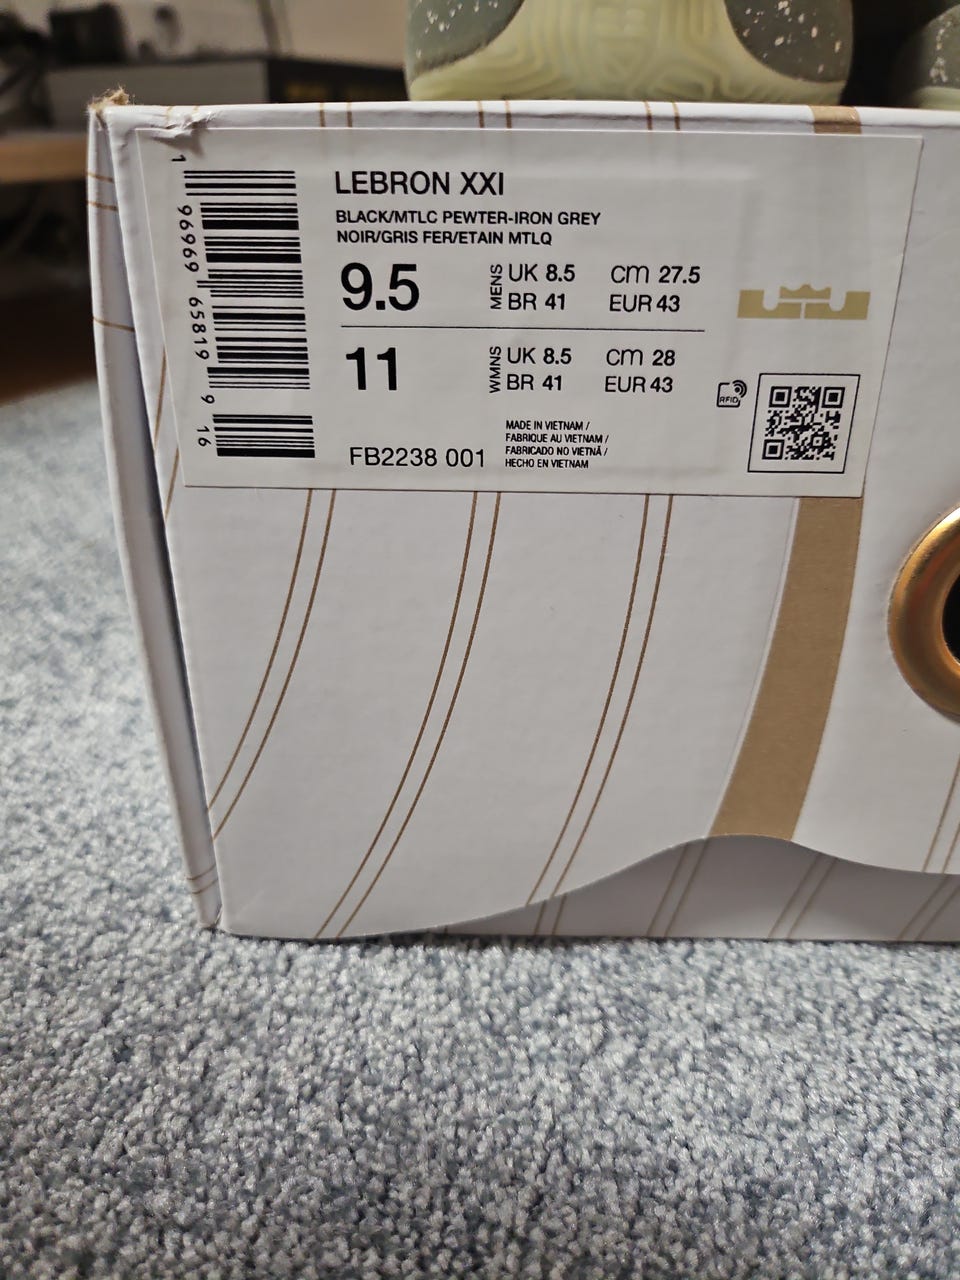 LEBRON XXI
BLACK/MTLC PEWTER-IRON GREY
NOIR/GRIS FER/ETAIN MTLQ
9.5 MENS UK 8.5 CM 27.5
BR 41 EUR 43
11 WMNS UK 8.5 CM 28
BR 41 EUR 43
RFID
FB2238 001
MADE IN VIETNAM /
FABRIQUE AU VIETNAM /
FABRICADO NO VIETNÃ /
HECHO EN VIETNAM
1 96969 65819 9 16